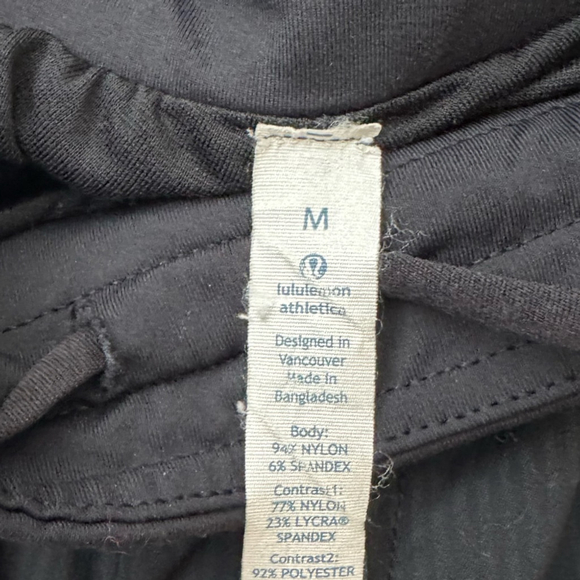 M
lululemon
athletica
Designed in
Vancouver
Made in
Bangladesh
Body:
94% NYLON
6% SPANDEX
Contrast1:
77% NYLON
23% LYCRA®
SPANDEX
Contrast2:
92% POLYESTER